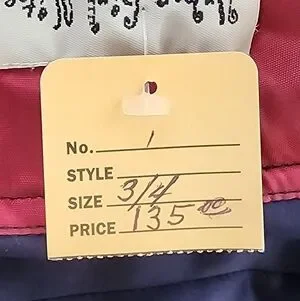 No. 1
STYLE
SIZE 3/4
PRICE 135 00